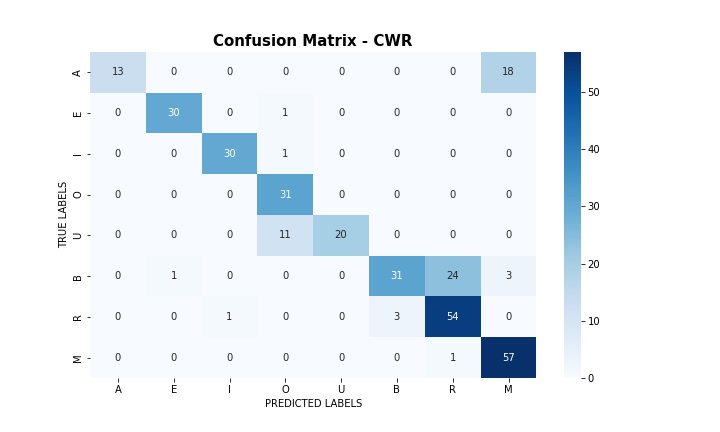 Confusion Matrix - CWR
A 13 0 0 0 0 0 0 18
E 0 30 0 1 0 0 0 0
I 0 0 30 1 0 0 0 0
O 0 0 0 31 0 0 0 0
U 0 0 0 11 20 0 0 0
B 0 1 0 0 0 31 24 3
R 0 0 1 0 0 3 54 0
M 0 0 0 0 0 0 1 57
A E I O U B R M
TRUE LABELS
PREDICTED LABELS
50
40
30
20
10
0